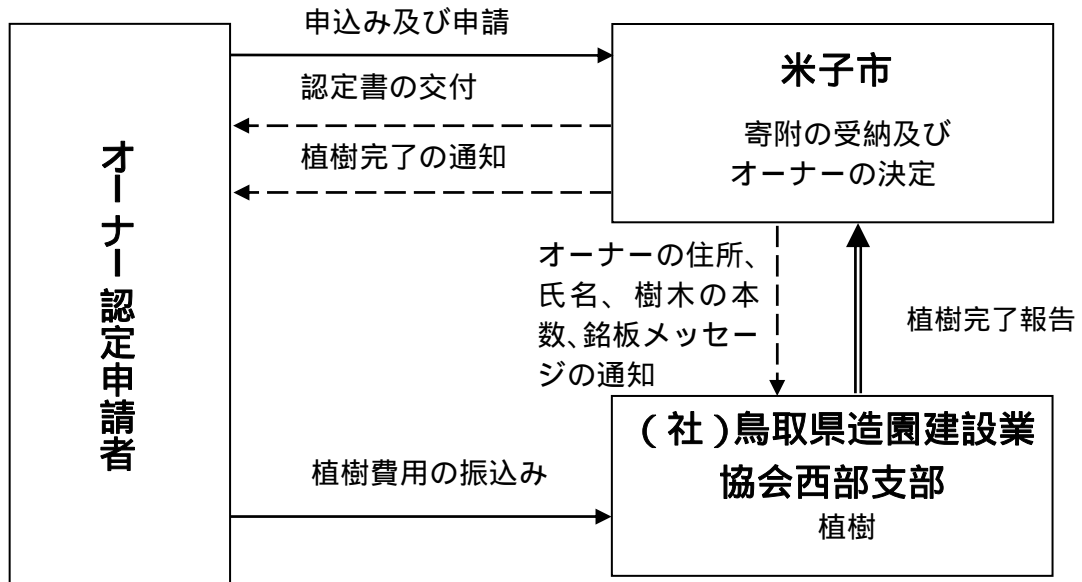 オーナー認定申請者
申込み及び申請
認定書の交付
植樹完了の通知
米子市
寄附の受納及び
オーナーの決定
オーナーの住所、
氏名、樹木の本
数、銘板メッセー
ジの通知
植樹完了報告
植樹費用の振込み
（社）鳥取県造園建設業
協会西部支部
植樹